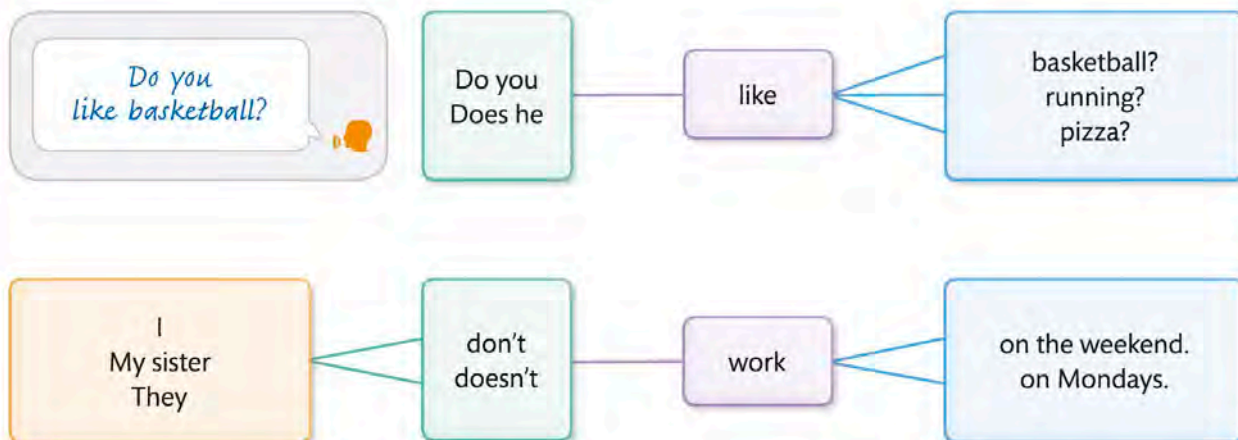 Do you
like basketball?
Do you
Does he
like
basketball?
running?
pizza?
I
My sister
They
don't
doesn't
work
on the weekend.
on Mondays.